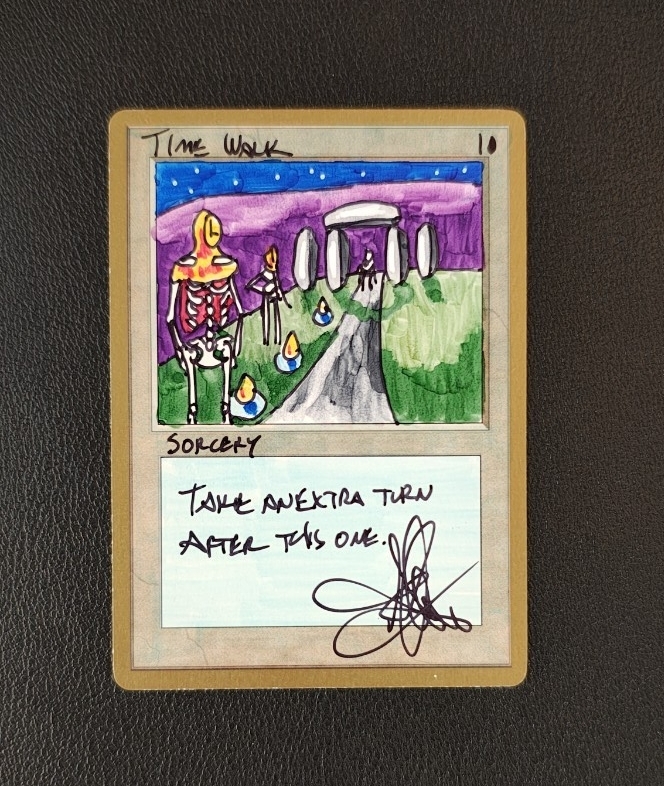 TIME WALK
1
SORCERY
TAKE AN EXTRA TURN
AFTER THIS ONE.